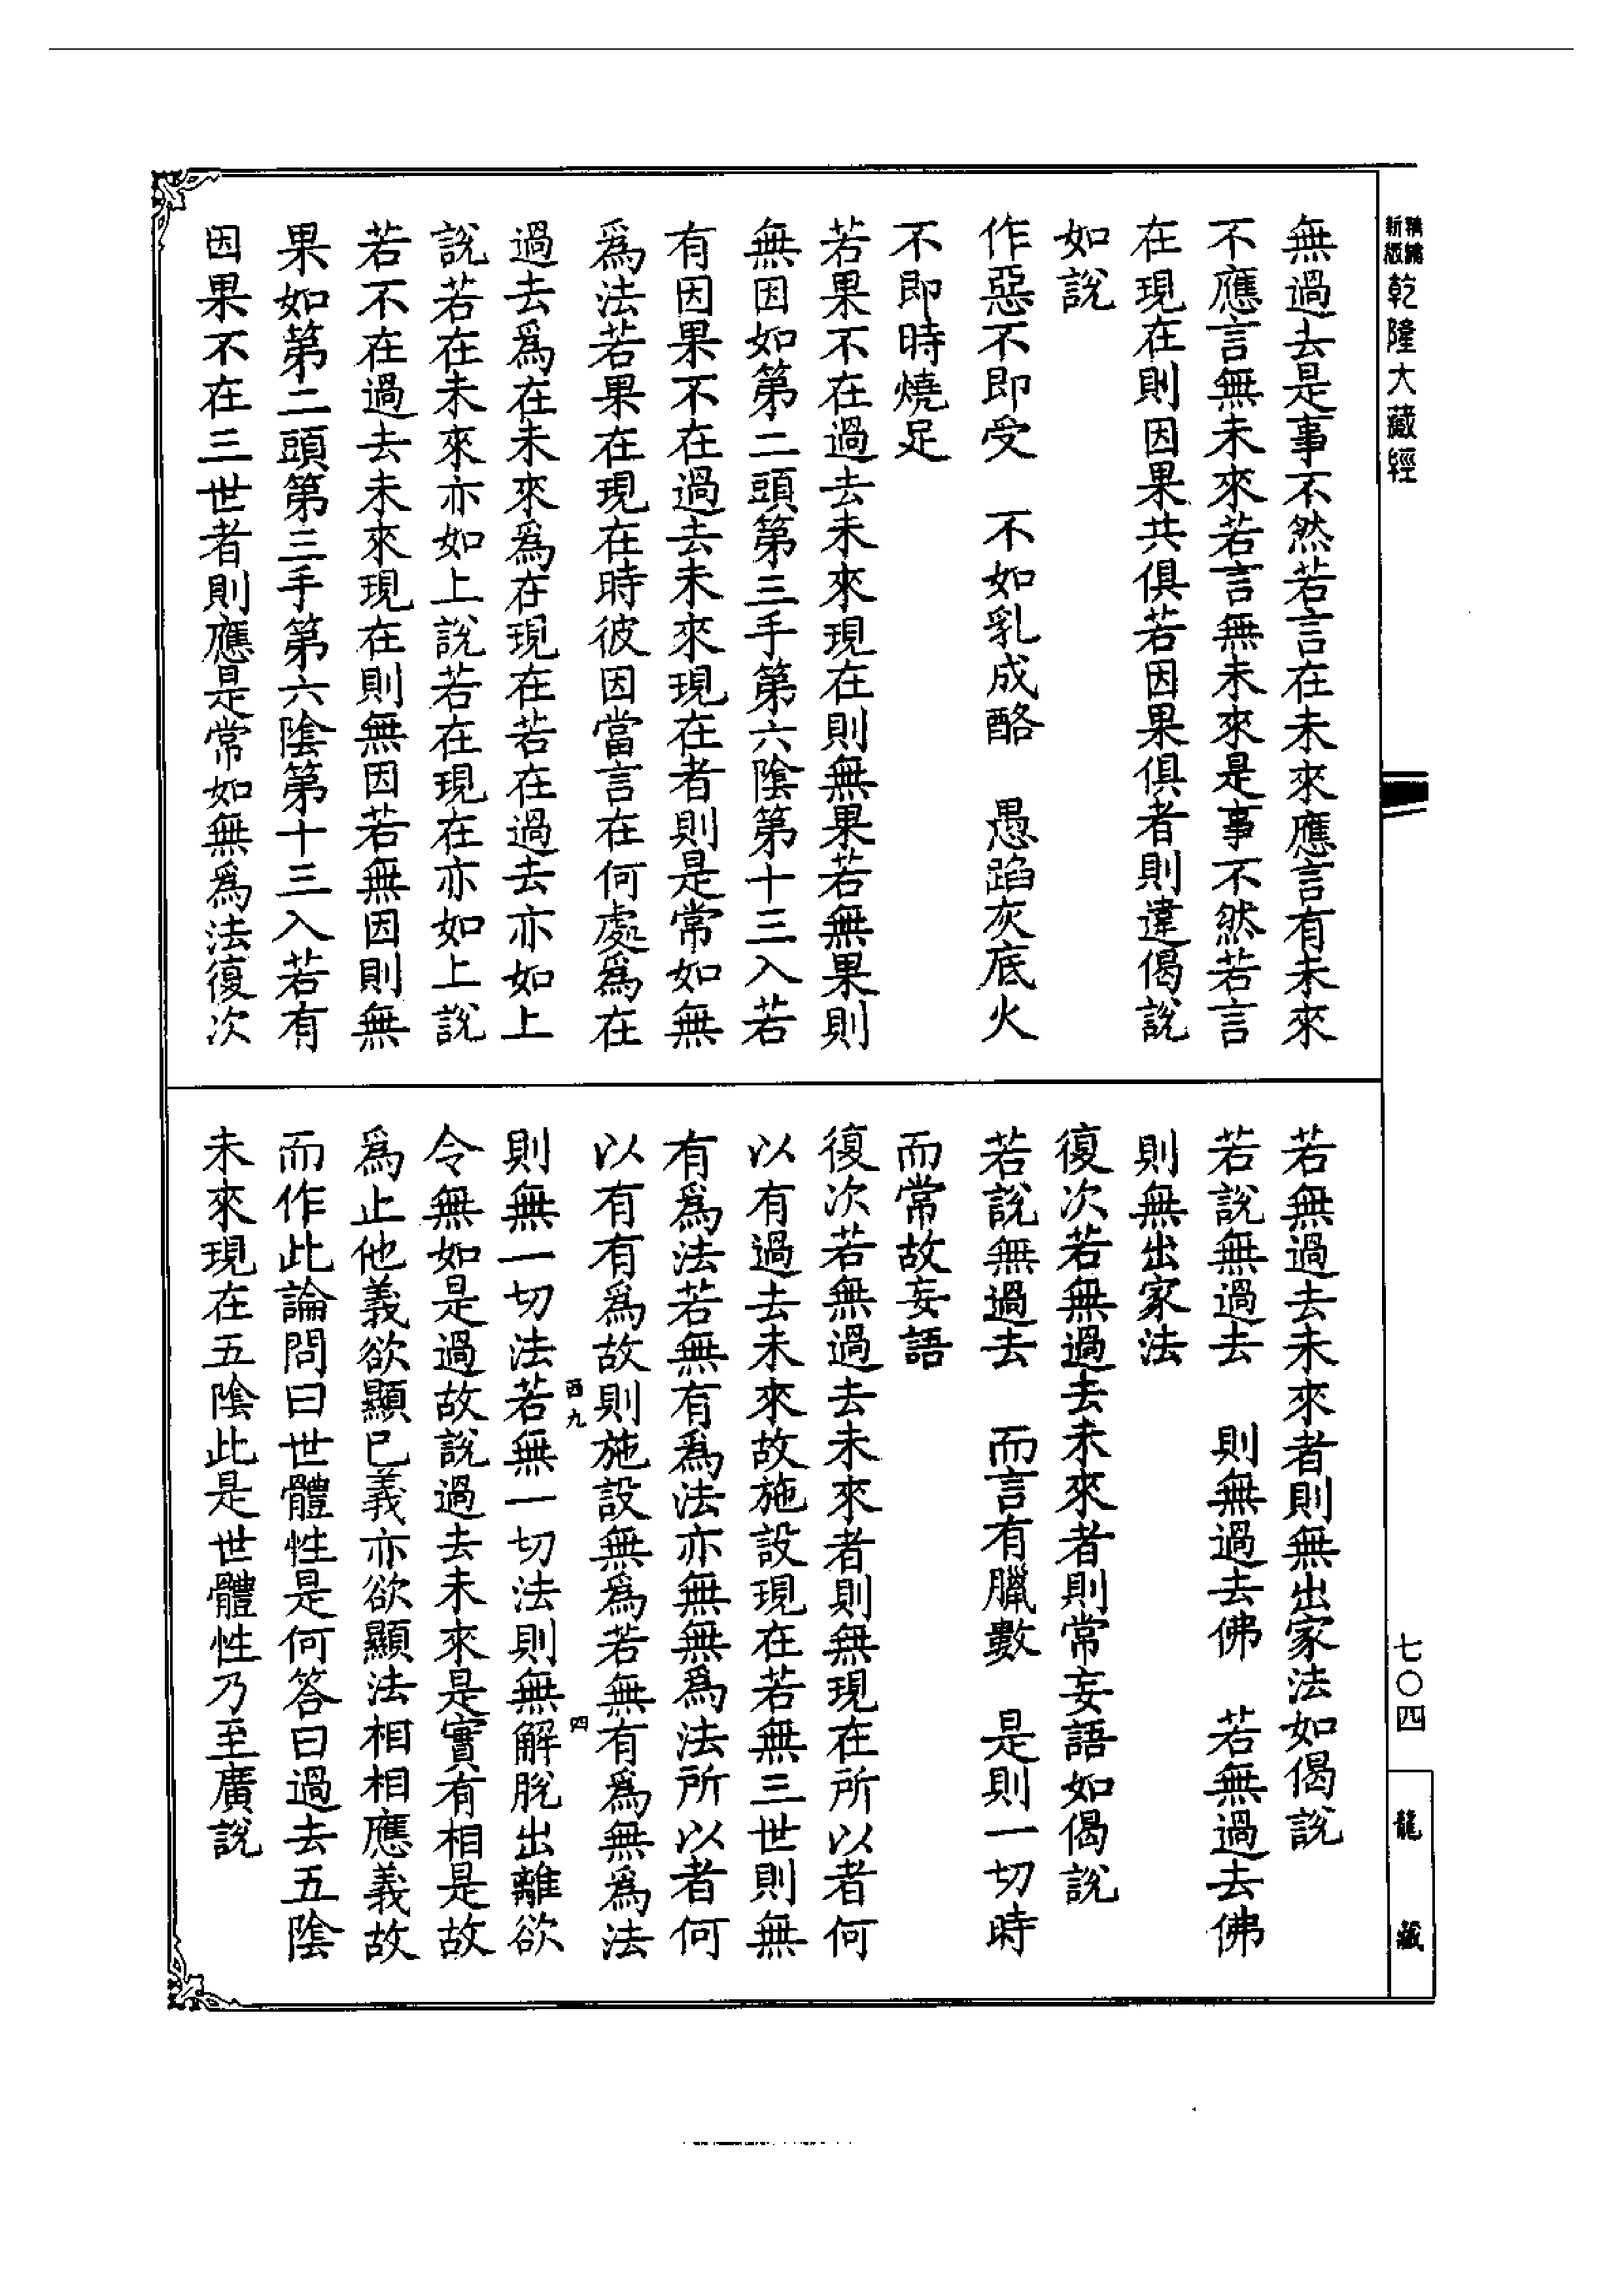 新版精編乾隆大藏經
無過去是事不然若言在未來應言有未來
不應言無未來若言無未來是事不然若言
在現在則因果共俱若因果俱者則違偈說
如說
作惡不即受　不如乳成酪　愚蹈灰底火
不即時燒足
若果不在過去未來現在則無果若無果則
無因如第二頭第三手第六陰第十三入若
有因果不在過去未來現在者則是常如無
爲法若果在現在時彼因當言在何處爲在
過去爲在未來爲在現在若在過去亦如上
說若在未來亦如上說若在現在亦如上說
若不在過去未來現在則無因若無因則無
果如第二頭第三手第六陰第十三入若有
因果不在三世者則應是常如無爲法復次
若無過去未來者則無出家法如偈說
若說無過去　則無過去佛　若無過去佛
則無出家法
復次若無過去未來者則常妄語如偈說
若說無過去　而言有臘數　是則一切時
而常故妄語
復次若無過去未來者則無現在所以者何
以有過去未來故施設現在若無三世則無
有爲法若無有爲法亦無無爲法所以者何
以有有爲故則施設無爲若無有爲無爲法
西九　四
則無一切法若無一切法則無解脫出離欲
令無如是過故說過去未來是實有相是故
爲止他義欲顯已義亦欲顯法相相應義故
而作此論問曰世體性是何答曰過去五陰
未來現在五陰此是世體性乃至廣說
七〇四
龍藏